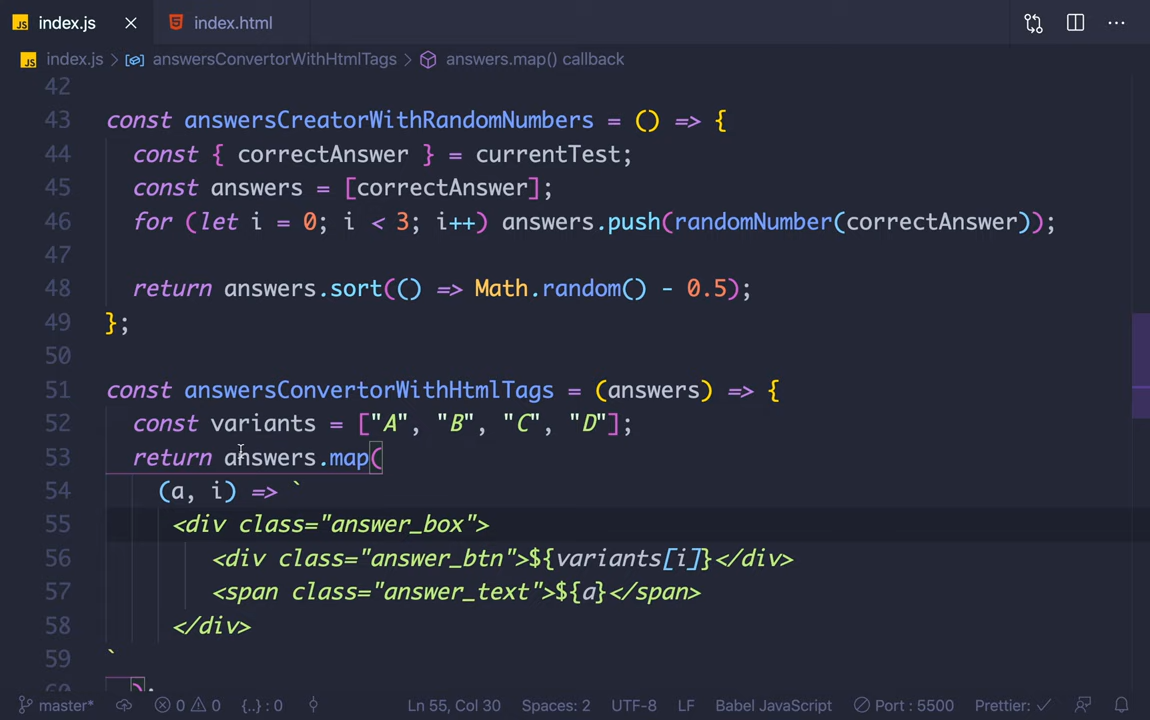 JS index.js × index.html ···
JS index.js > answersConvertorWithHtmlTags > answers.map() callback
42
43 const answersCreatorWithRandomNumbers = () => {
44 const { correctAnswer } = currentTest;
45 const answers = [correctAnswer];
46 for (let i = 0; i < 3; i++) answers.push(randomNumber(correctAnswer));
47
48 return answers.sort(() => Math.random() - 0.5);
49 };
50
51 const answersConvertorWithHtmlTags = (answers) => {
52 const variants = ["A", "B", "C", "D"];
53 return answers.map(
54 (a, i) => `
55 <div class="answer_box">
56 <div class="answer_btn">${variants[i]}</div>
57 <span class="answer_text">${a}</span>
58 </div>
59 `
60 );
master* 0 0 {..} : 0 Ln 55, Col 30 Spaces: 2 UTF-8 LF Babel JavaScript Port : 5500 Prettier: ✓